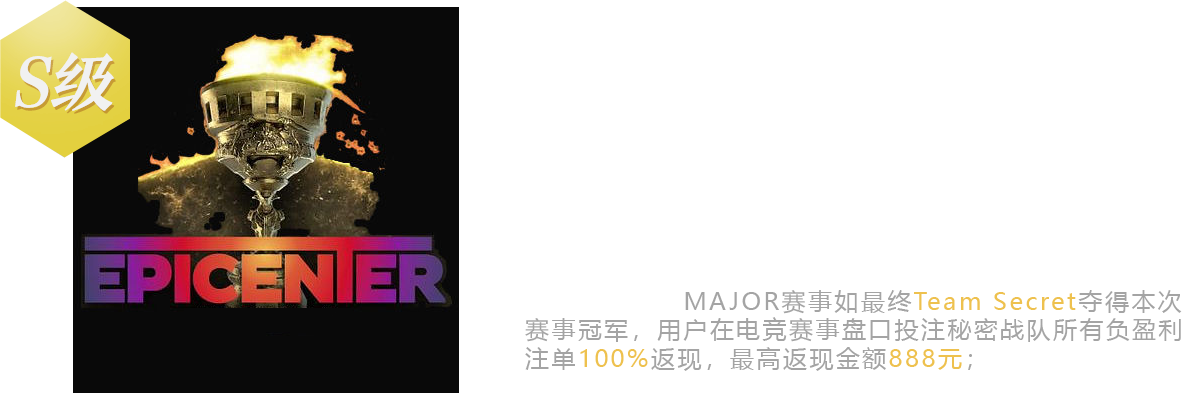 S级
EPICENTER
MAJOR赛事如最终Team Secret夺得本次
赛事冠军，用户在电竞赛事盘口投注秘密战队所有负盈利
注单100%返现，最高返现金额888元；